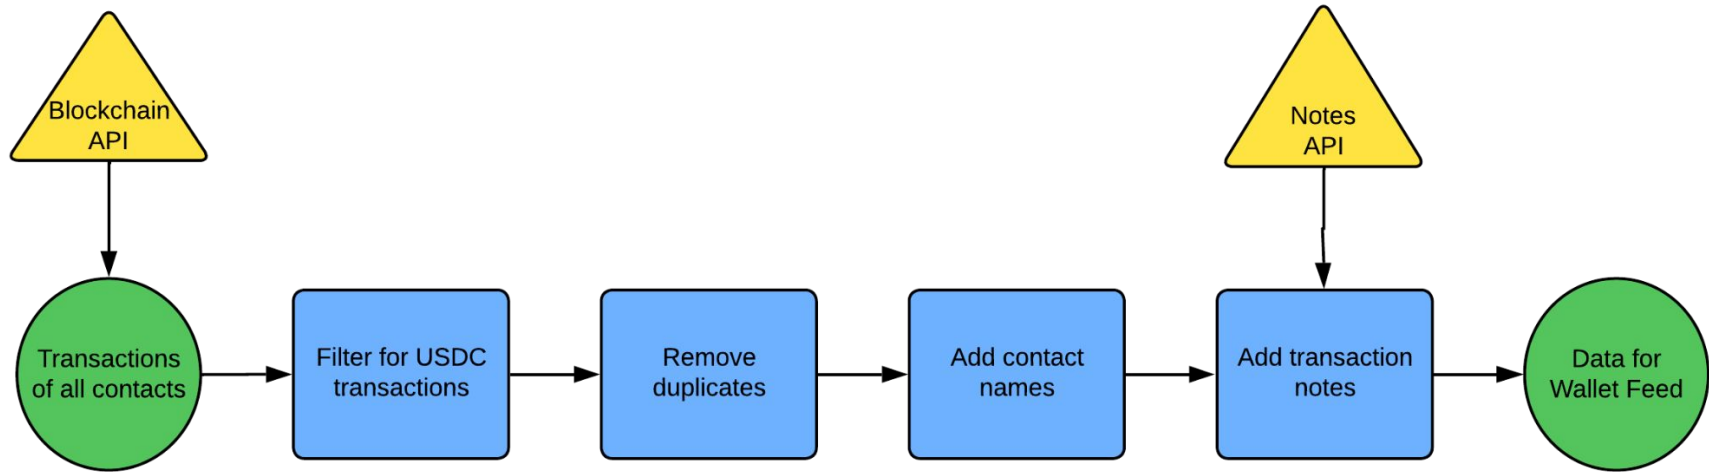 Blockchain
API
Notes
API
Transactions
of all contacts
Filter for USDC
transactions
Remove
duplicates
Add contact
names
Add transaction
notes
Data for
Wallet Feed